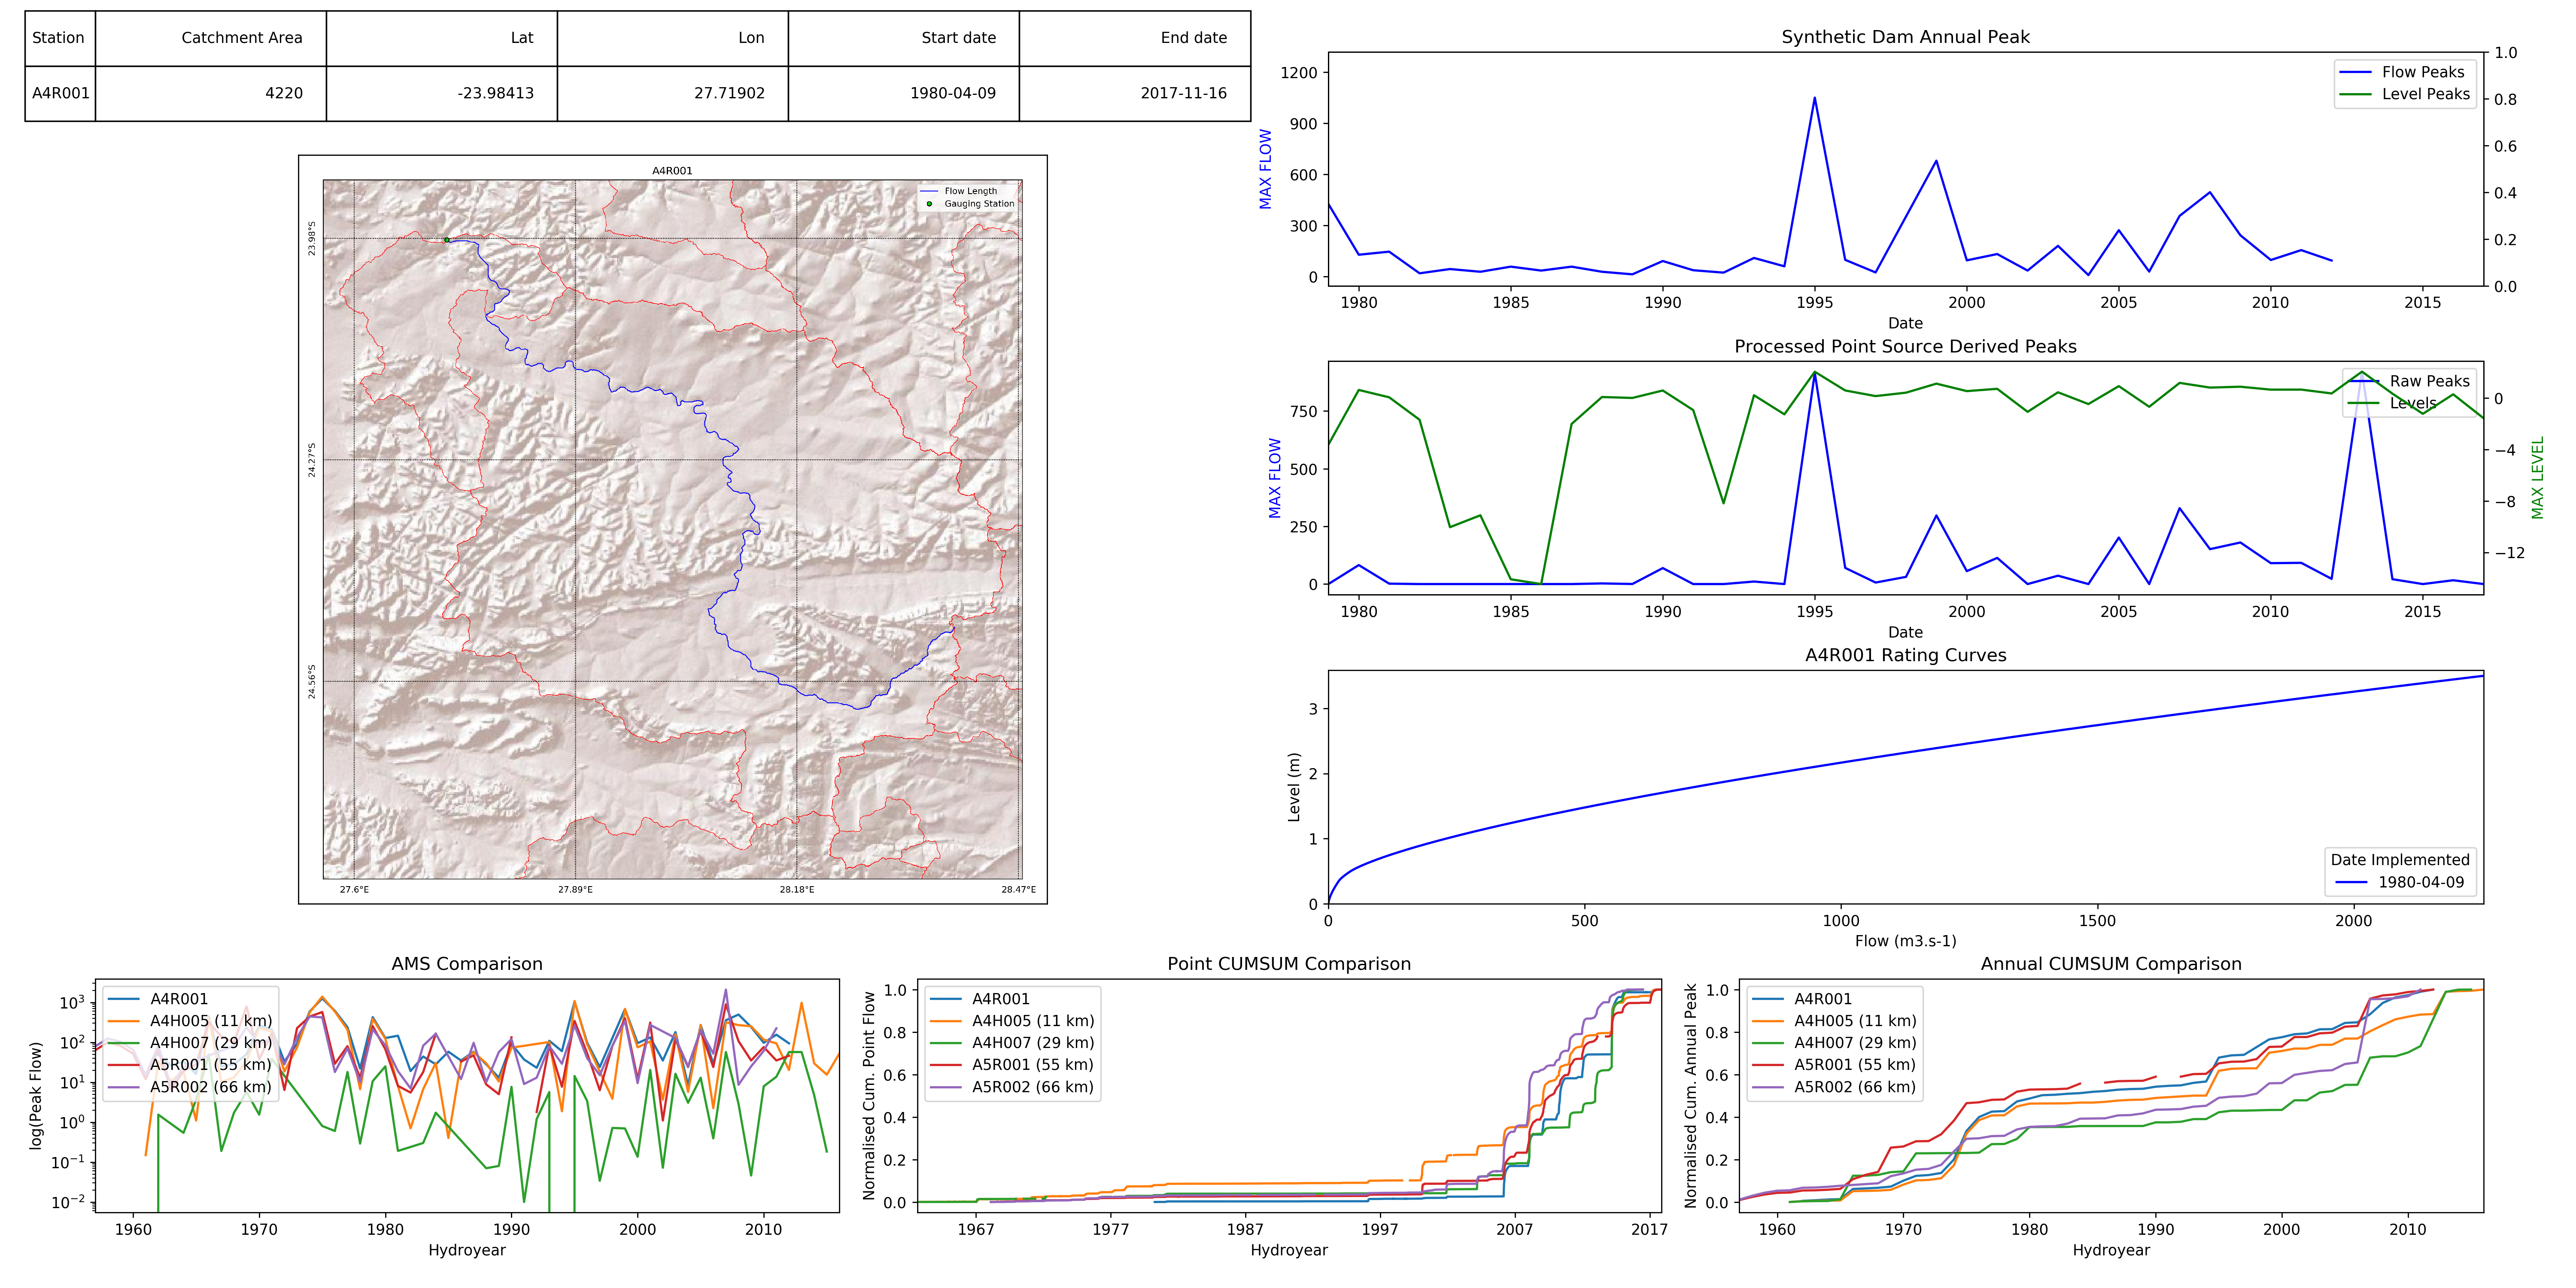 Station Catchment Area Lat Lon Start date End date
A4R001 4220 -23.98413 27.71902 1980-04-09 2017-11-16
A4R001
Flow Length
Gauging Station
23.98°S
24.27°S
24.56°S
27.6°E 27.89°E 28.18°E 28.47°E
Synthetic Dam Annual Peak
Flow Peaks
Level Peaks
MAX FLOW
1200
900
600
300
0
1.0
0.8
0.6
0.4
0.2
0.0
1980 1985 1990 1995 2000 2005 2010 2015
Date
Processed Point Source Derived Peaks
Raw Peaks
Levels
MAX FLOW
750
500
250
0
0
−4
−8
−12
MAX LEVEL
1980 1985 1990 1995 2000 2005 2010 2015
Date
A4R001 Rating Curves
Level (m)
3
2
1
0
Date Implemented
1980-04-09
0 500 1000 1500 2000
Flow (m3.s-1)
AMS Comparison
A4R001
A4H005 (11 km)
A4H007 (29 km)
A5R001 (55 km)
A5R002 (66 km)
log(Peak Flow)
10³
10²
10¹
10⁰
10⁻¹
10⁻²
1960 1970 1980 1990 2000 2010
Hydroyear
Point CUMSUM Comparison
A4R001
A4H005 (11 km)
A4H007 (29 km)
A5R001 (55 km)
A5R002 (66 km)
Normalised Cum. Point Flow
1.0
0.8
0.6
0.4
0.2
0.0
1967 1977 1987 1997 2007 2017
Hydroyear
Annual CUMSUM Comparison
A4R001
A4H005 (11 km)
A4H007 (29 km)
A5R001 (55 km)
A5R002 (66 km)
Normalised Cum. Annual Peak
1.0
0.8
0.6
0.4
0.2
0.0
1960 1970 1980 1990 2000 2010
Hydroyear